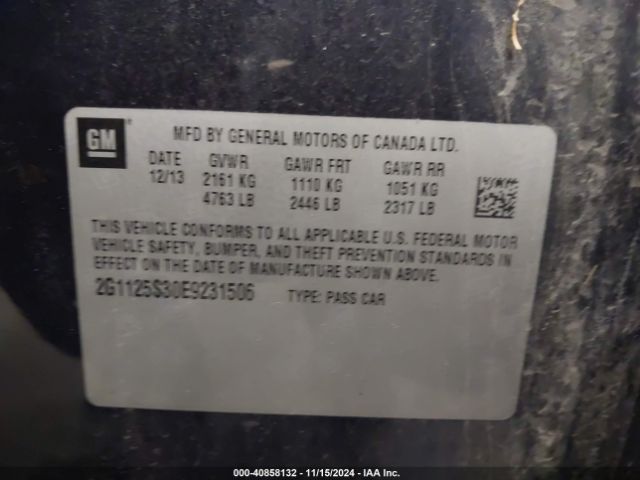 GM
MFD BY GENERAL MOTORS OF CANADA LTD.
DATE GVWR GAWR FRT GAWR RR
12/13 2161 KG 1110 KG 1051 KG
4763 LB 2446 LB 2317 LB
THIS VEHICLE CONFORMS TO ALL APPLICABLE U.S. FEDERAL MOTOR
VEHICLE SAFETY, BUMPER, AND THEFT PREVENTION STANDARDS IN
EFFECT ON THE DATE OF MANUFACTURE SHOWN ABOVE.
2G1125S30E9231506 TYPE: PASS CAR
000-40858132 - 11/15/2024 - IAA Inc.